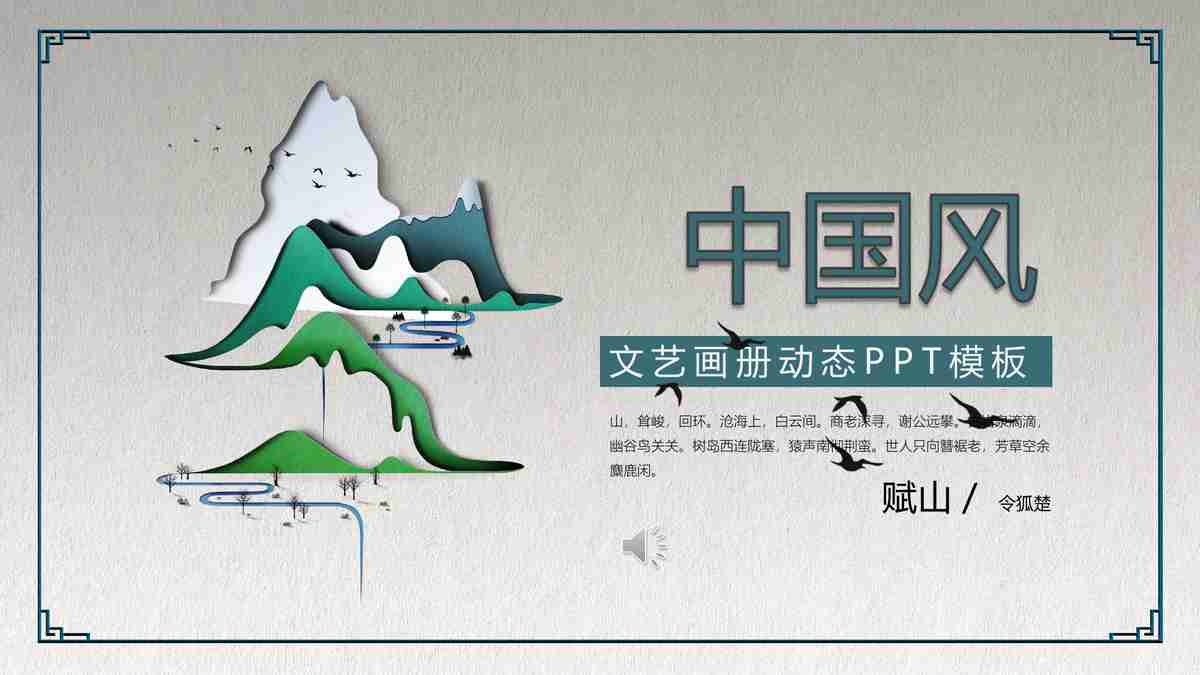 中国风
文艺画册动态PPT模板
山，耸峻，回环。沧海上，白云间。商老深寻，谢公远攀。泉滴滴，
幽谷鸟关关。树岛西连陇塞，猿声南彻荆蛮。世人只向簪裾老，芳草空余
麋鹿闲。
赋山 / 令狐楚